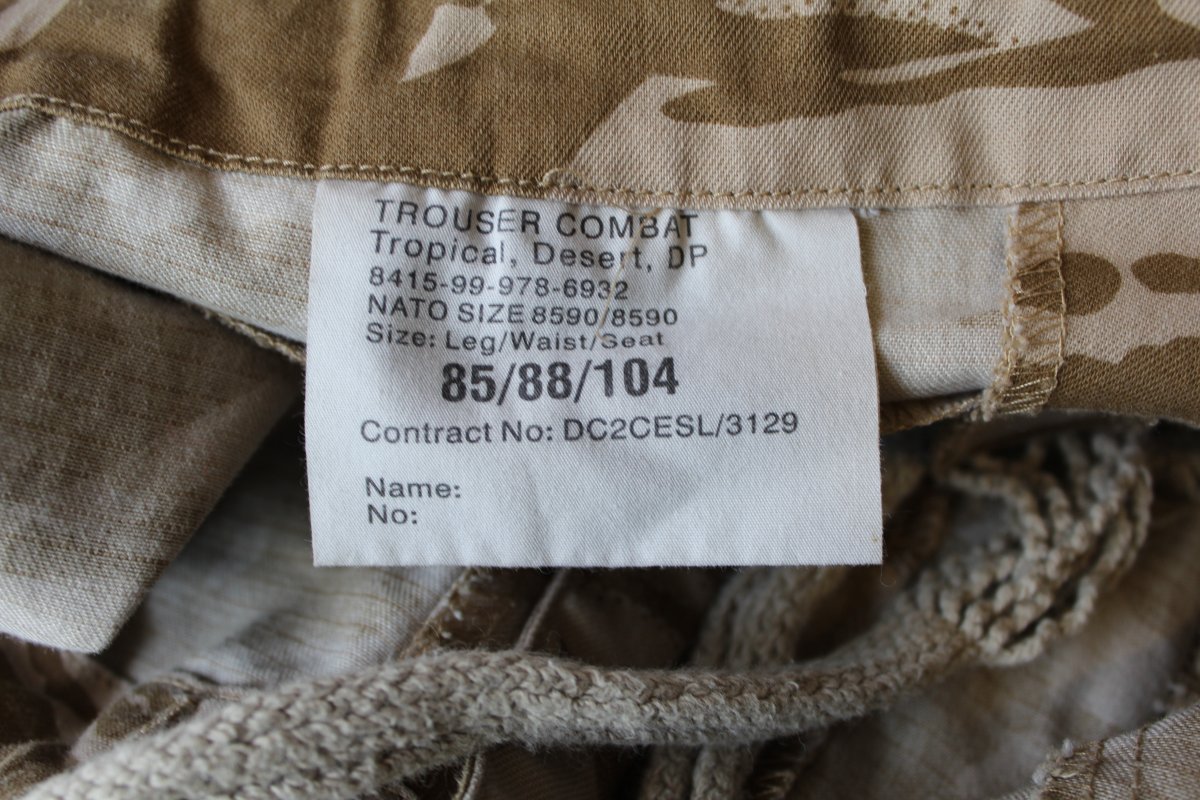 TROUSER COMBAT
Tropical, Desert, DP
8415-99-978-6932
NATO SIZE 8590/8590
Size: Leg/Waist/Seat
85/88/104
Contract No: DC2CESL/3129
Name:
No: